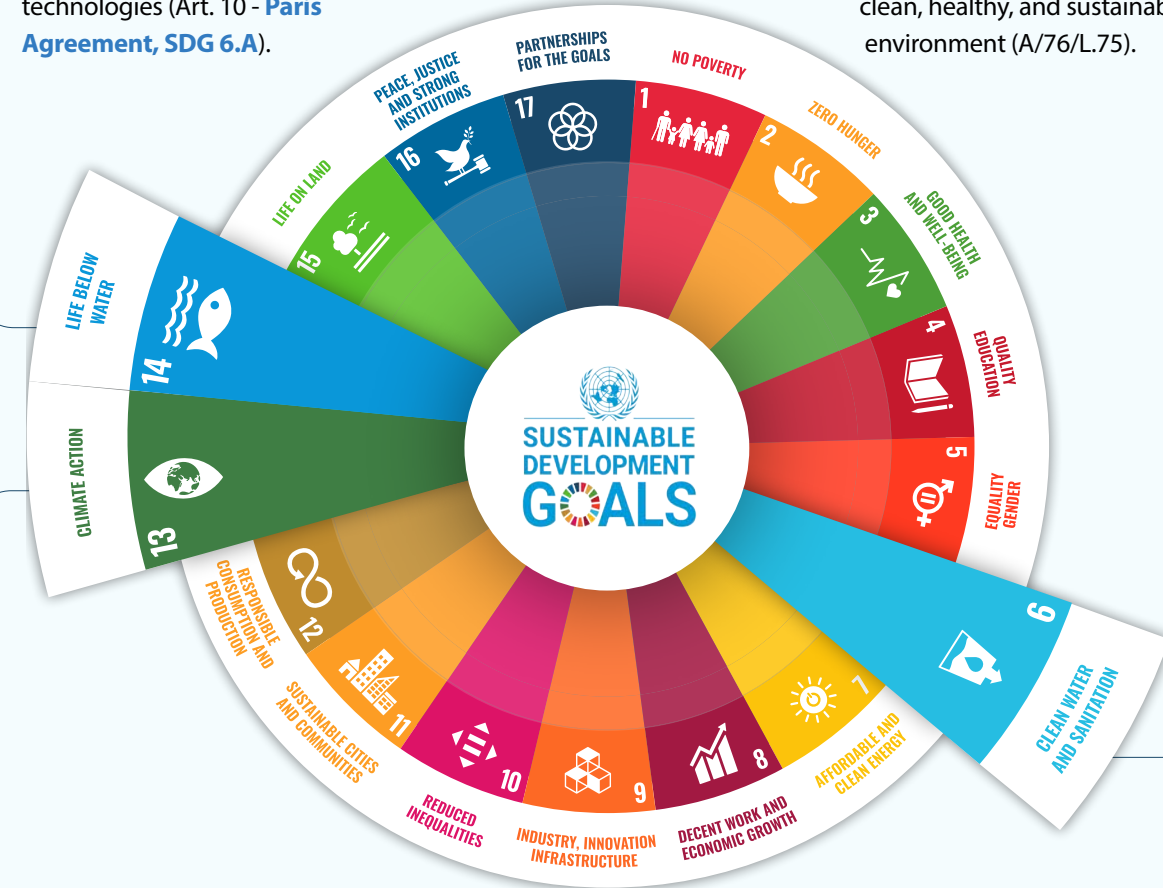 technologies (Art. 10 - Paris
Agreement, SDG 6.A).
clean, healthy, and sustainab
environment (A/76/L.75).
1
NO POVERTY
2
ZERO HUNGER
3
GOOD HEALTH
AND WELL-BEING
4
QUALITY
EDUCATION
5
EQUALITY
GENDER
6
CLEAN WATER
AND SANITATION
7
AFFORDABLE AND
CLEAN ENERGY
8
DECENT WORK AND
ECONOMIC GROWTH
9
INDUSTRY, INNOVATION
INFRASTRUCTURE
10
REDUCED
INEQUALITIES
11
SUSTAINABLE CITIES
AND COMMUNITIES
12
RESPONSIBLE
CONSUMPTION AND
PRODUCTION
13
CLIMATE ACTION
14
LIFE BELOW
WATER
15
LIFE ON LAND
16
PEACE, JUSTICE
AND STRONG
INSTITUTIONS
17
PARTNERSHIPS
FOR THE GOALS
SUSTAINABLE
DEVELOPMENT
GOALS